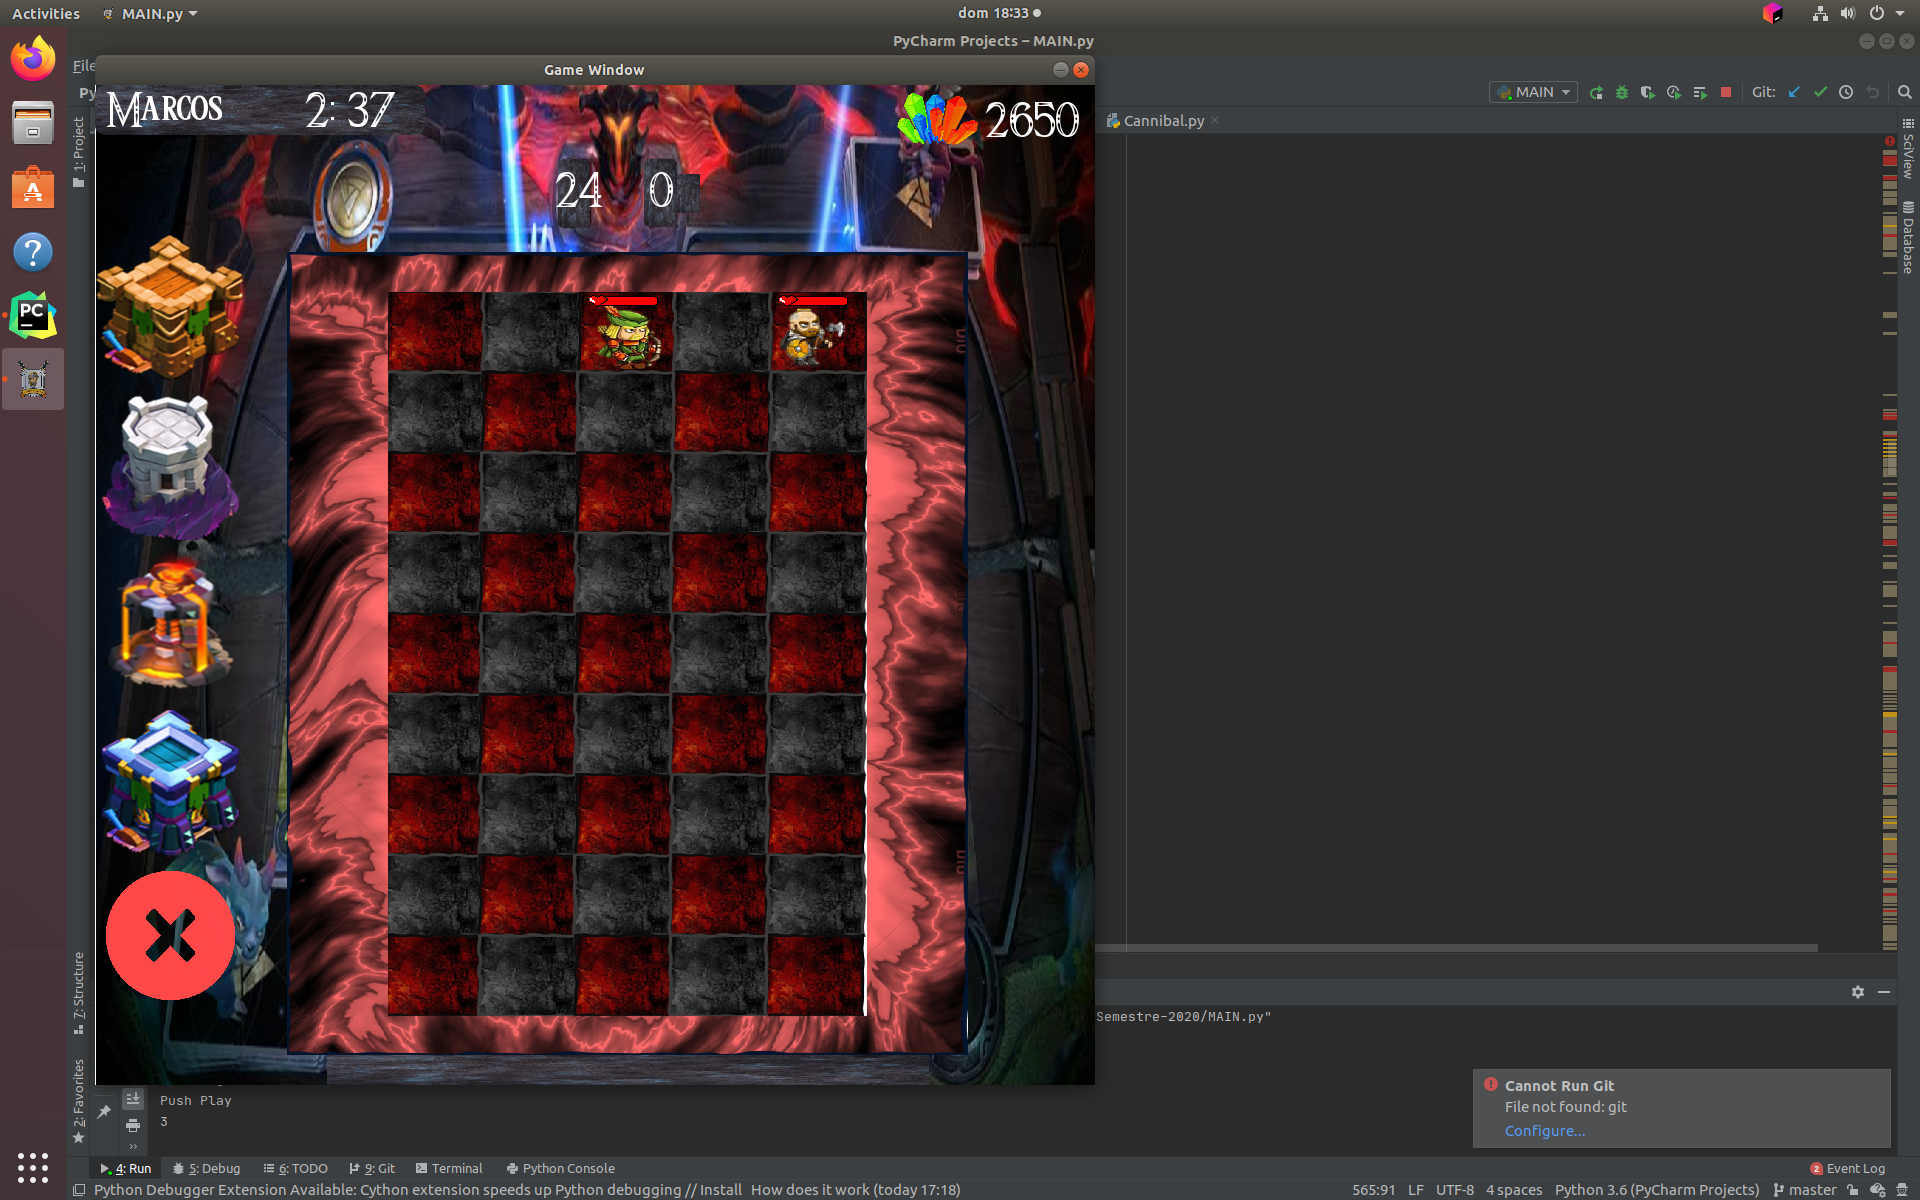 Activities
MAIN.py
dom 18:33
PyCharm Projects – MAIN.py
File
Game Window
Py
MAIN
Git:
Marcos
2: 37
2650
24
0
Cannibal.py
1: Project
SciView
Database
7: Structure
2: Favorites
Semestre-2020/MAIN.py"
Push Play
3
Cannot Run Git
File not found: git
Configure...
4: Run
5: Debug
6: TODO
9: Git
Terminal
Python Console
2
Event Log
Python Debugger Extension Available: Cython extension speeds up Python debugging // Install How does it work (today 17:18)
565:91
LF
UTF-8
4 spaces
Python 3.6 (PyCharm Projects)
master